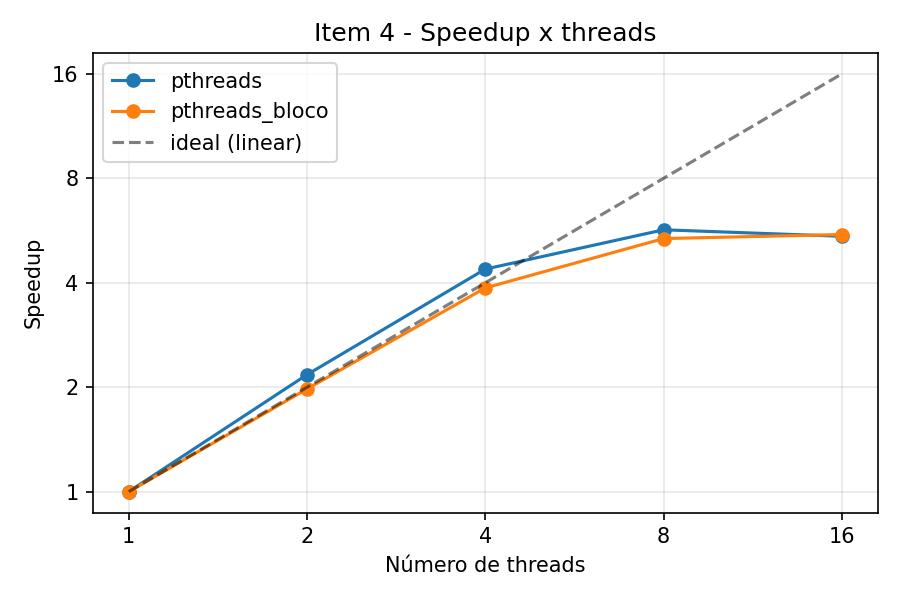 Item 4 - Speedup x threads
pthreads
pthreads_bloco
ideal (linear)
16
8
4
2
1
Speedup
1 2 4 8 16
Número de threads